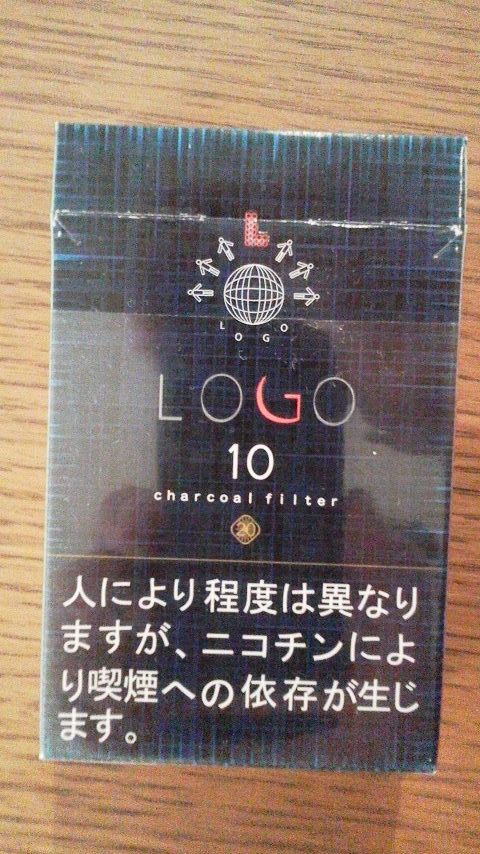 L
LOGO
LOGO
10
charcoal filter
20
人により程度は異なり
ますが、ニコチンによ
り喫煙への依存が生じ
ます。